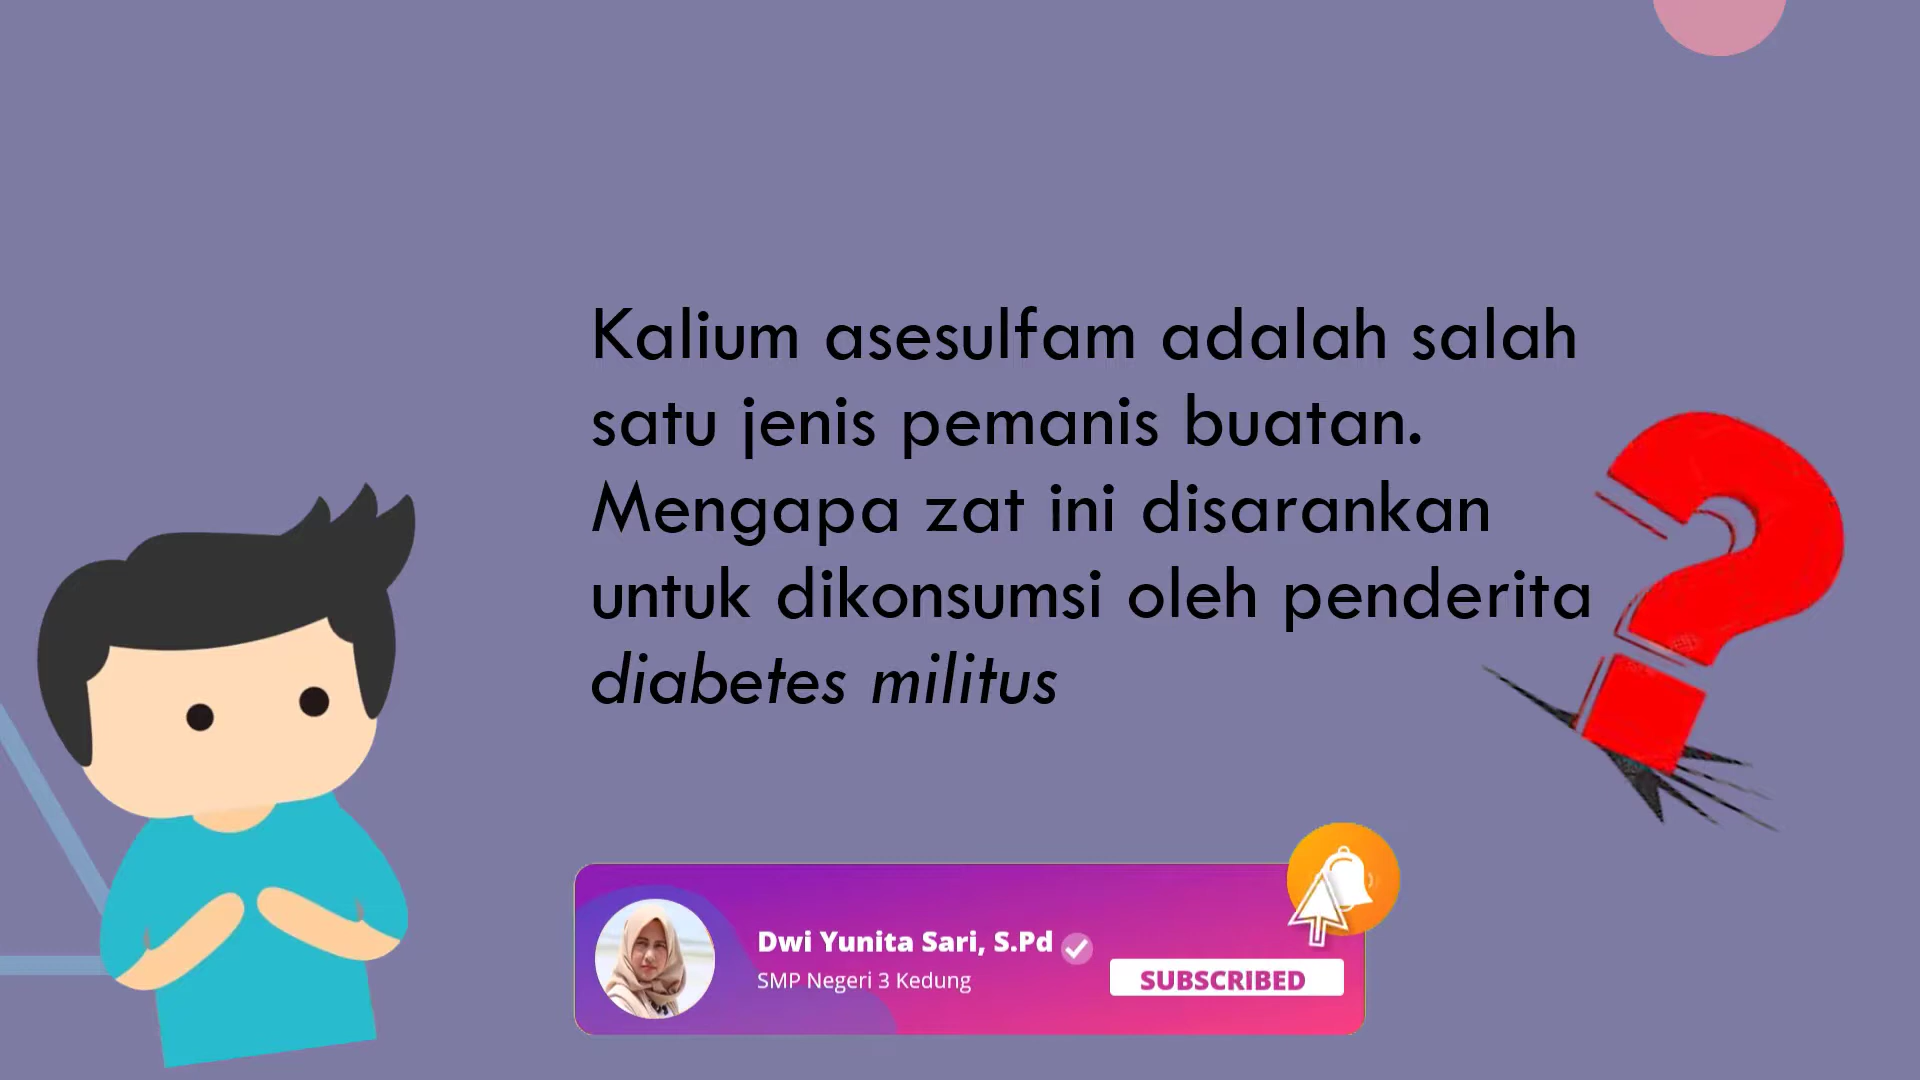 Kalium asesulfam adalah salah
satu jenis pemanis buatan.
Mengapa zat ini disarankan
untuk dikonsumsi oleh penderita
diabetes militus
?
Dwi Yunita Sari, S.Pd
SMP Negeri 3 Kedung
SUBSCRIBED